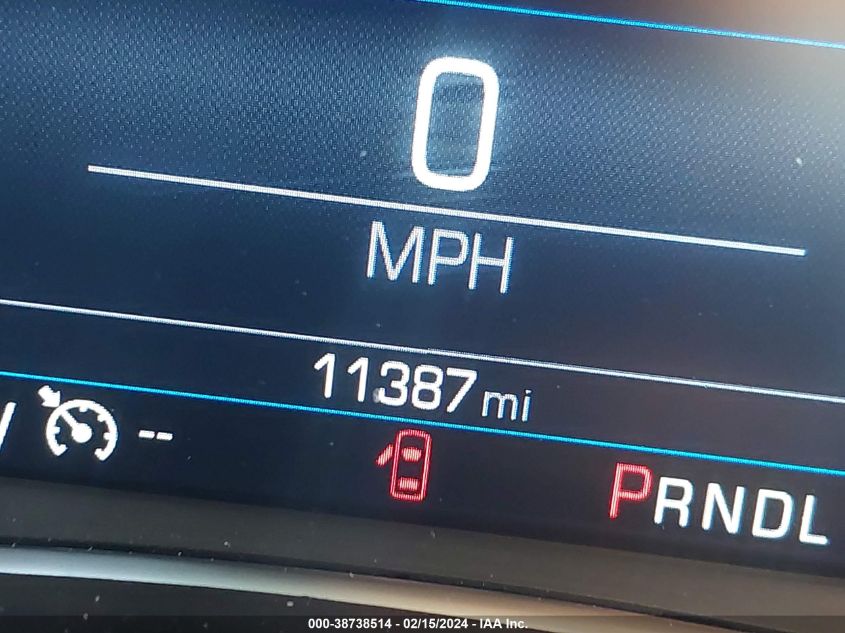 0
MPH
11387 mi
--
PRNDL
000-38738514 - 02/15/2024 - IAA Inc.